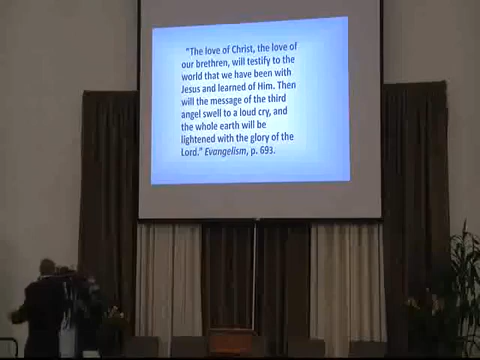 "The love of Christ, the love of
our brethren, will testify to the
world that we have been with
Jesus and learned of Him. Then
will the message of the third
angel swell to a loud cry, and
the whole earth will be
lightened with the glory of the
Lord." Evangelism, p. 693.